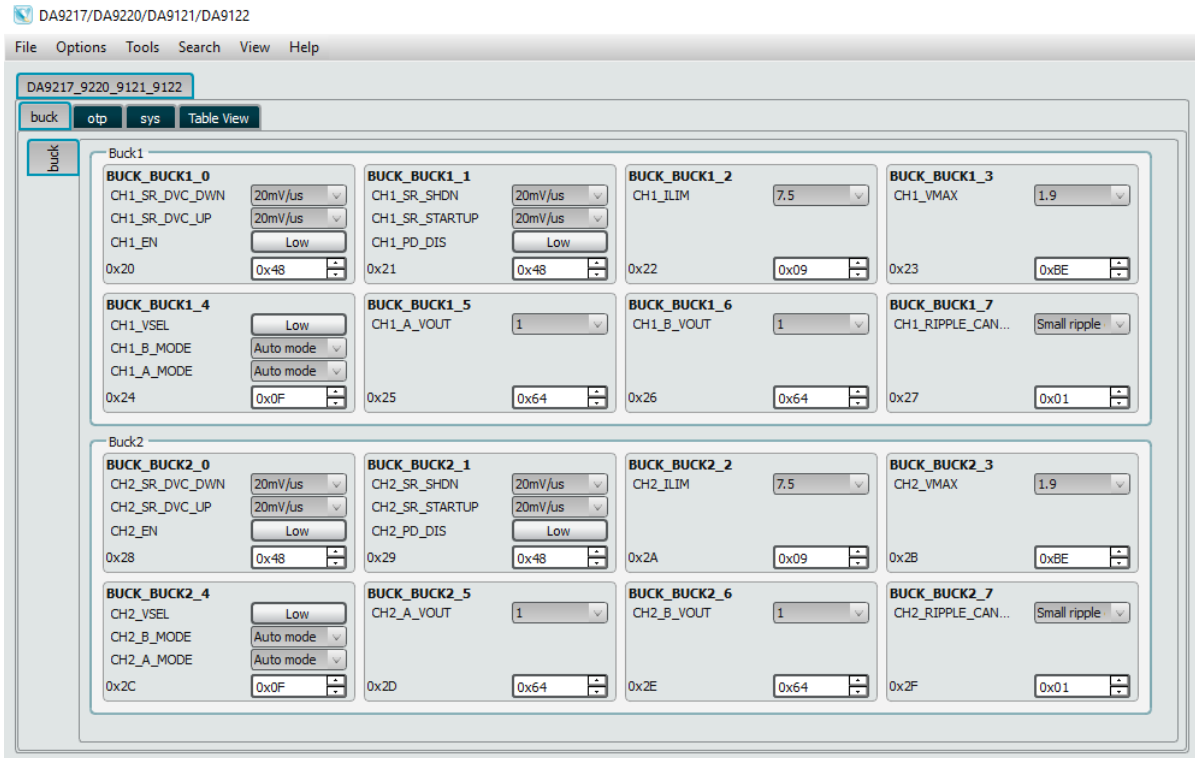 DA9217/DA9220/DA9121/DA9122
File Options Tools Search View Help
DA9217_9220_9121_9122
buck otp sys Table View
buck
Buck1
BUCK_BUCK1_0 BUCK_BUCK1_1 BUCK_BUCK1_2 BUCK_BUCK1_3
CH1_SR_DVC_DWN 20mV/us CH1_SR_SHDN 20mV/us CH1_ILIM 7.5 CH1_VMAX 1.9
CH1_SR_DVC_UP 20mV/us CH1_SR_STARTUP 20mV/us
CH1_EN Low CH1_PD_DIS Low
0x20 0x48 0x21 0x48 0x22 0x09 0x23 0xBE
BUCK_BUCK1_4 BUCK_BUCK1_5 BUCK_BUCK1_6 BUCK_BUCK1_7
CH1_VSEL Low CH1_A_VOUT 1 CH1_B_VOUT 1 CH1_RIPPLE_CAN... Small ripple
CH1_B_MODE Auto mode
CH1_A_MODE Auto mode
0x24 0x0F 0x25 0x64 0x26 0x64 0x27 0x01
Buck2
BUCK_BUCK2_0 BUCK_BUCK2_1 BUCK_BUCK2_2 BUCK_BUCK2_3
CH2_SR_DVC_DWN 20mV/us CH2_SR_SHDN 20mV/us CH2_ILIM 7.5 CH2_VMAX 1.9
CH2_SR_DVC_UP 20mV/us CH2_SR_STARTUP 20mV/us
CH2_EN Low CH2_PD_DIS Low
0x28 0x48 0x29 0x48 0x2A 0x09 0x2B 0xBE
BUCK_BUCK2_4 BUCK_BUCK2_5 BUCK_BUCK2_6 BUCK_BUCK2_7
CH2_VSEL Low CH2_A_VOUT 1 CH2_B_VOUT 1 CH2_RIPPLE_CAN... Small ripple
CH2_B_MODE Auto mode
CH2_A_MODE Auto mode
0x2C 0x0F 0x2D 0x64 0x2E 0x64 0x2F 0x01